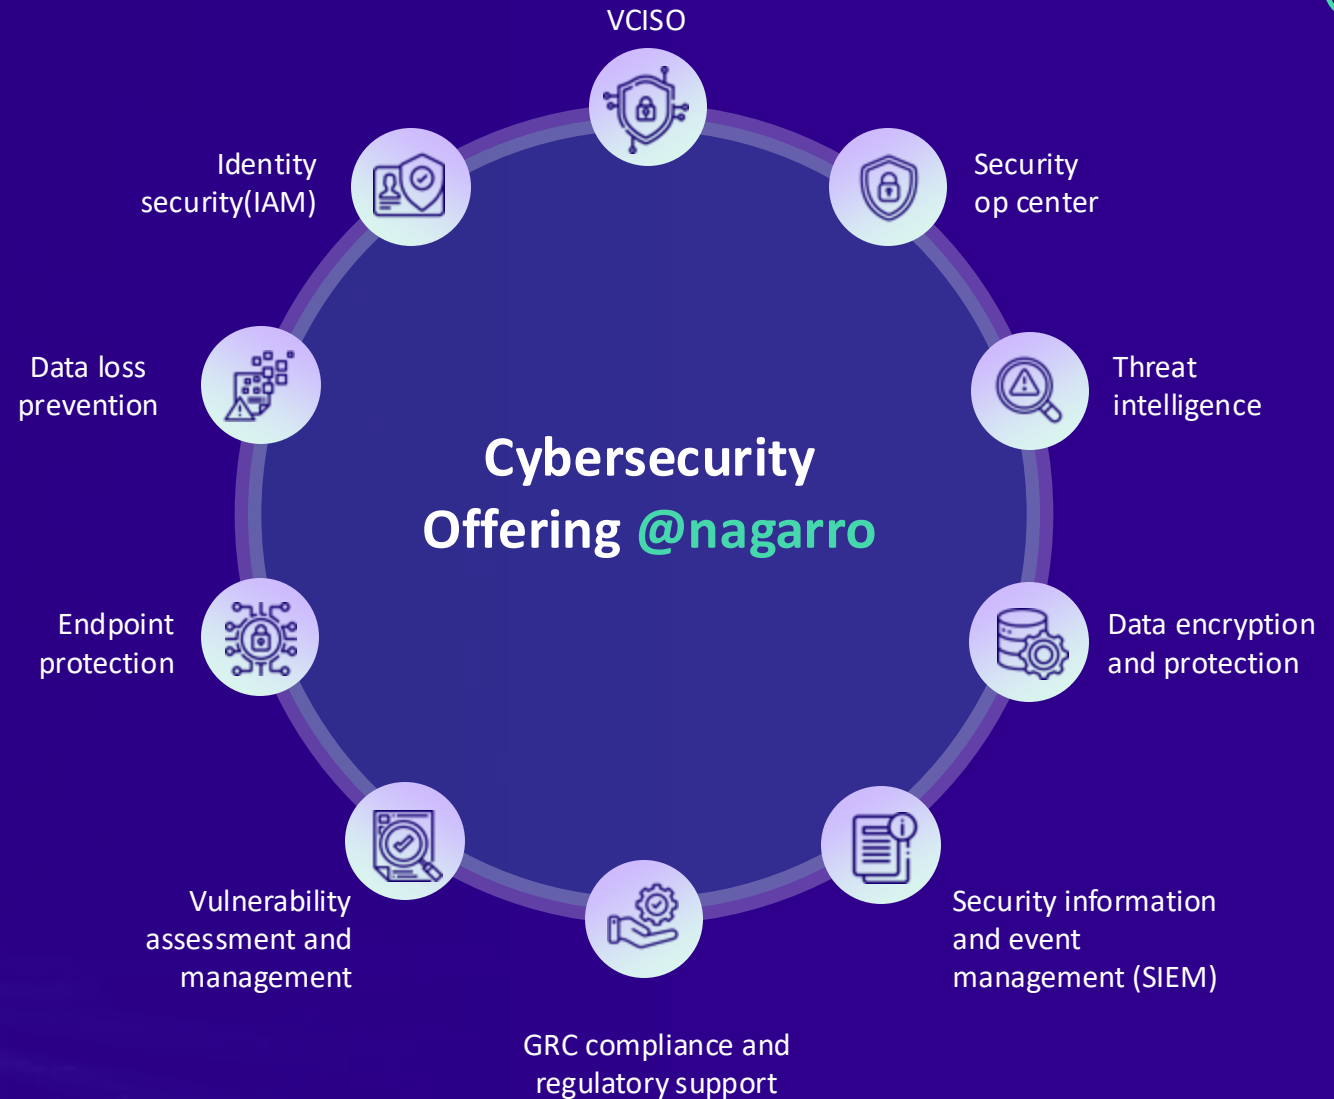 VCISO
Security
op center
Threat
intelligence
Data encryption
and protection
Security information
and event
management (SIEM)
GRC compliance and
regulatory support
Vulnerability
assessment and
management
Endpoint
protection
Data loss
prevention
Identity
security(IAM)
Cybersecurity
Offering @nagarro